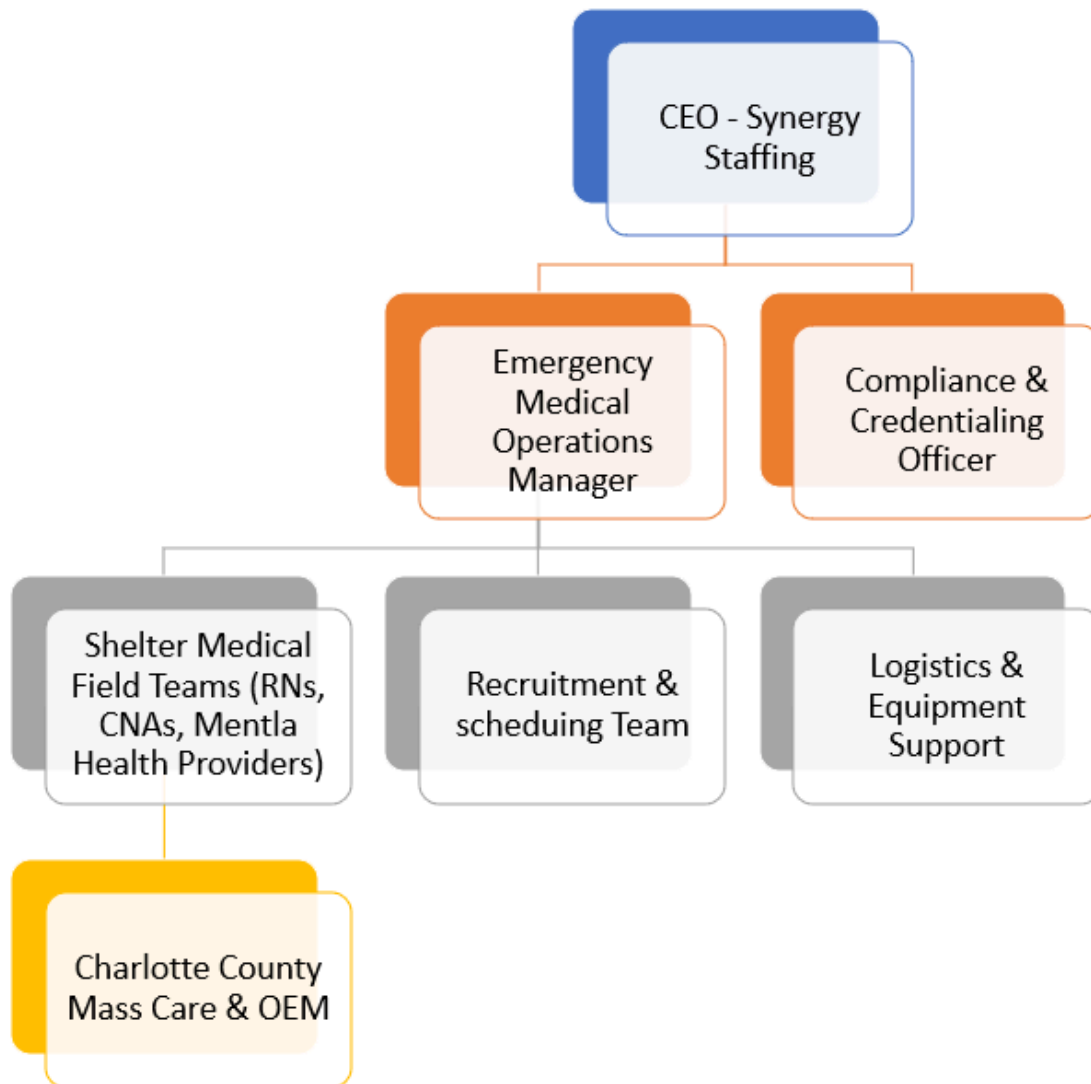 CEO - Synergy
Staffing
Emergency
Medical
Operations
Manager
Compliance &
Credentialing
Officer
Shelter Medical
Field Teams (RNs,
CNAs, Mentla
Health Providers)
Recruitment &
scheduing Team
Logistics &
Equipment
Support
Charlotte County
Mass Care & OEM